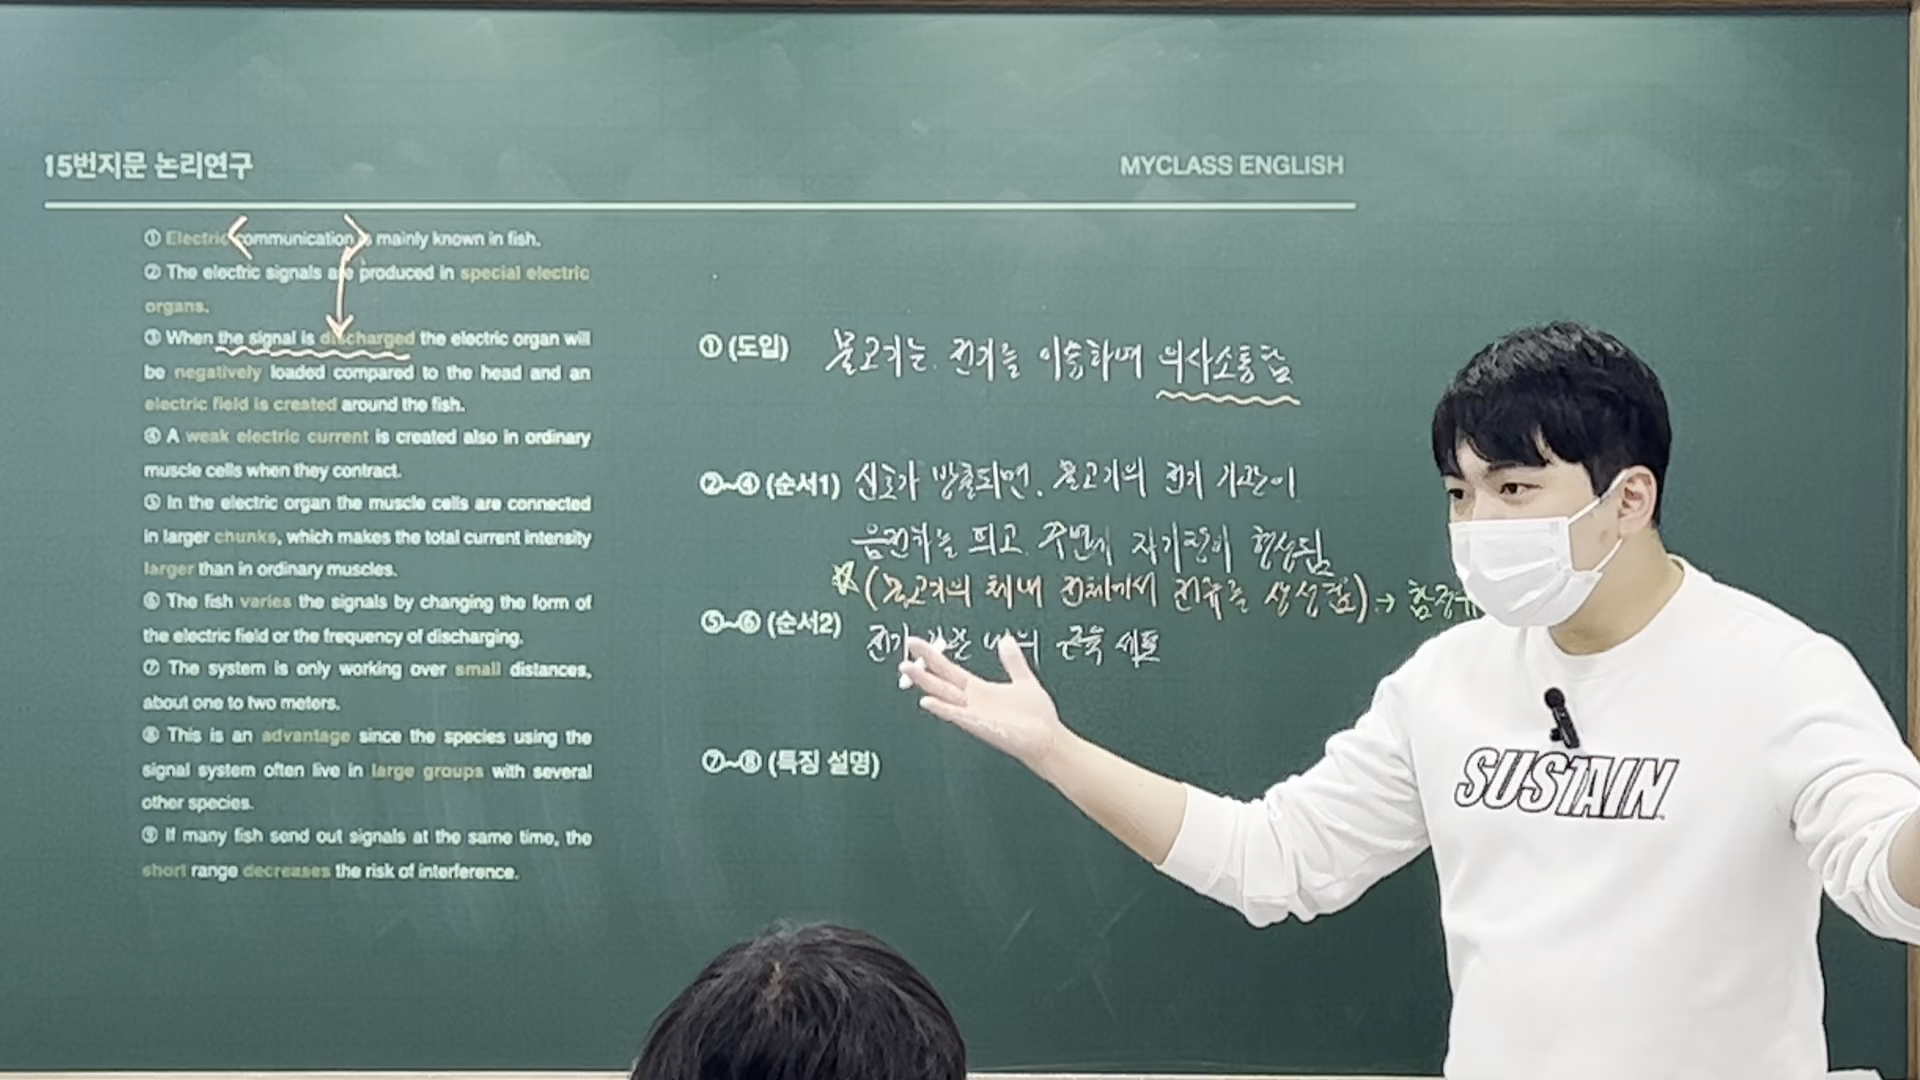 15번지문 논리연구
MYCLASS ENGLISH
① Electric communication is mainly known in fish.
② The electric signals are produced in special electric
organs.
③ When the signal is discharged the electric organ will
be negatively loaded compared to the head and an
electric field is created around the fish.
④ A weak electric current is created also in ordinary
muscle cells when they contract.
⑤ In the electric organ the muscle cells are connected
in larger chunks, which makes the total current intensity
larger than in ordinary muscles.
⑥ The fish varies the signals by changing the form of
the electric field or the frequency of discharging.
⑦ The system is only working over small distances,
about one to two meters.
⑧ This is an advantage since the species using the
signal system often live in large groups with several
other species.
⑨ If many fish send out signals at the same time, the
short range decreases the risk of interference.
① (도입) 물고기는 전기를 이용하여 의사소통함
②~④ (순서1) 신호가 방출되면, 물고기의 전기 기관이
음전하를 띄고 주변에 자기장이 형성됨
(물고기의 체내 전체에서 전류를 생성함) →
⑤~⑥ (순서2) 전기 기관 내의 근육 세포
⑦~⑧ (특징 설명)
SUSTAIN